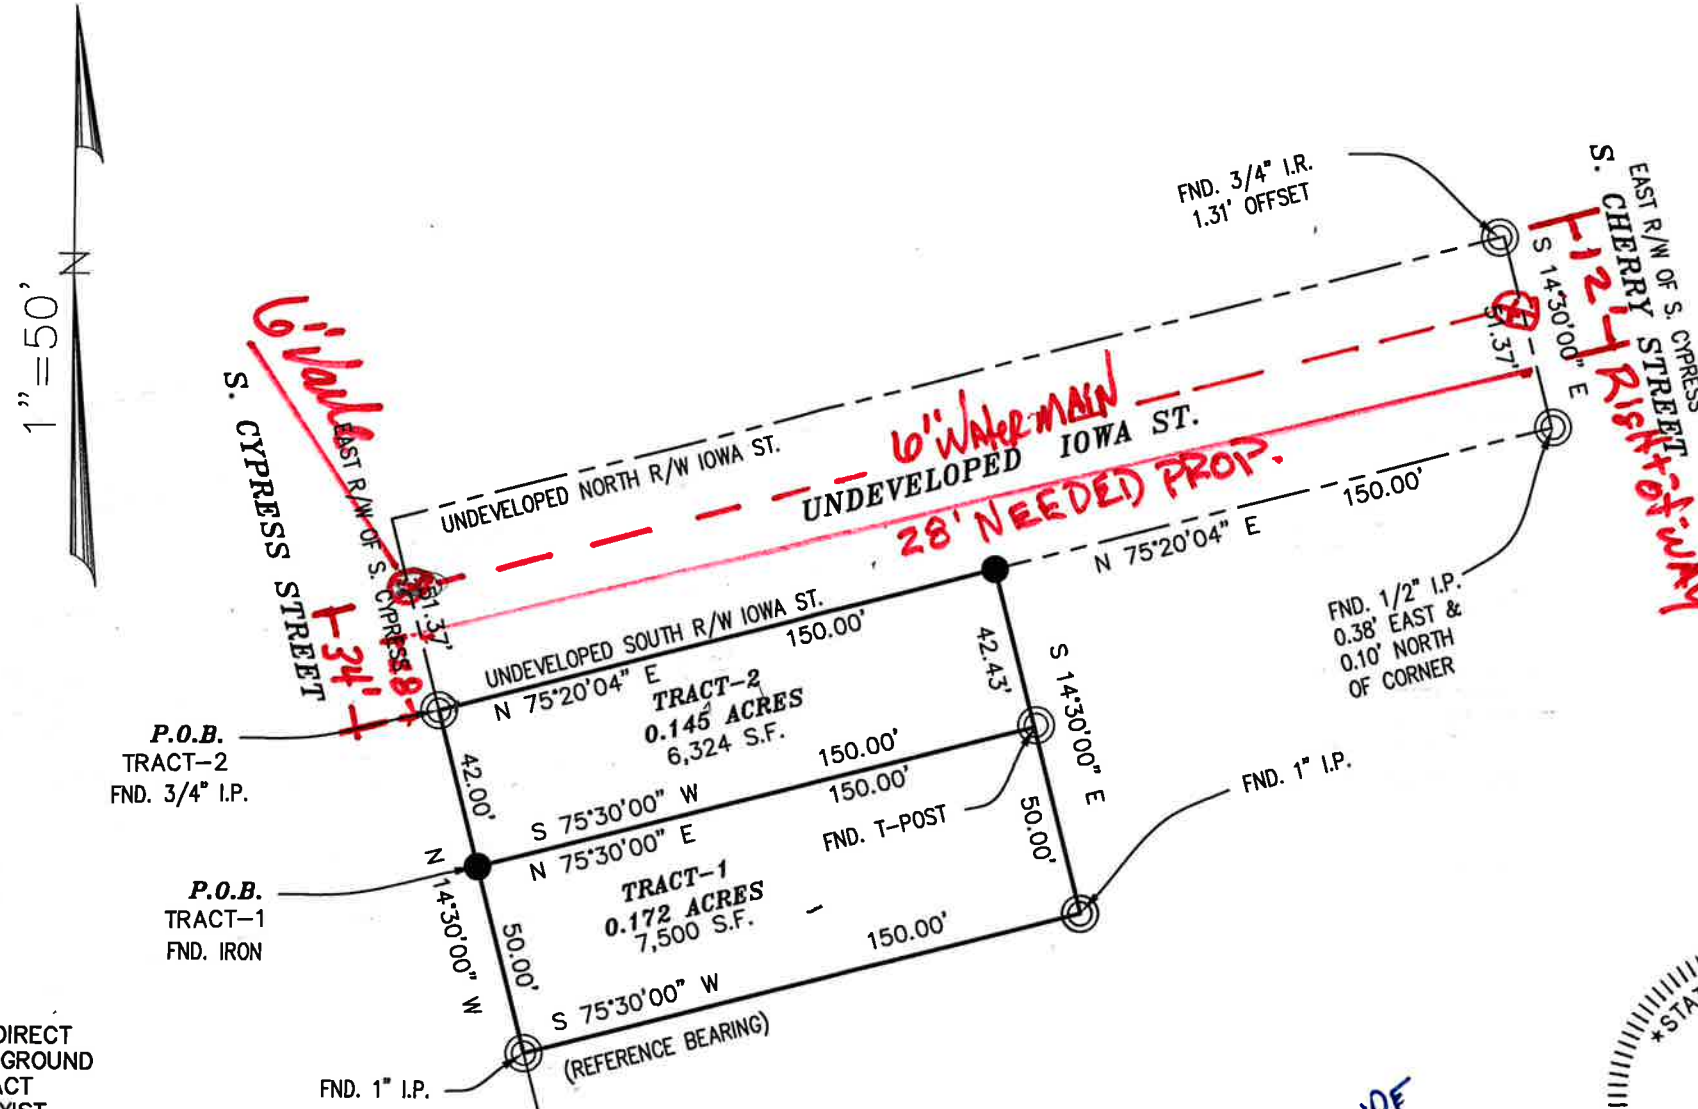 1"=50'
N
FND. 3/4" I.R.
1.31' OFFSET
EAST R/W OF S. CYPRESS
S. CHERRY STREET
S 14°30'00" E
51.37'
12'
Right-of-way
6" Valve
S. CYPRESS STREET
EAST R/W OF S. CYPRESS
51.37'
UNDEVELOPED NORTH R/W IOWA ST.
6" Water MAIN
UNDEVELOPED IOWA ST.
28' NEEDED PROP.
150.00'
N 75°20'04" E
UNDEVELOPED SOUTH R/W IOWA ST.
150.00'
N 75°20'04" E
34'
FND. 1/2" I.P.
0.38' EAST &
0.10' NORTH
OF CORNER
P.O.B.
TRACT-2
FND. 3/4" I.P.
TRACT-2
0.145 ACRES
6,324 S.F.
42.43'
S 14°30'00" E
42.00'
150.00'
S 75°30'00" W
150.00'
N 75°30'00" E
FND. T-POST
50.00'
FND. 1" I.P.
P.O.B.
TRACT-1
FND. IRON
N 14°30'00" W
50.00'
TRACT-1
0.172 ACRES
7,500 S.F.
150.00'
S 75°30'00" W
(REFERENCE BEARING)
FND. 1" I.P.
DIRECT
GROUND
ACT
XIST
*STAT